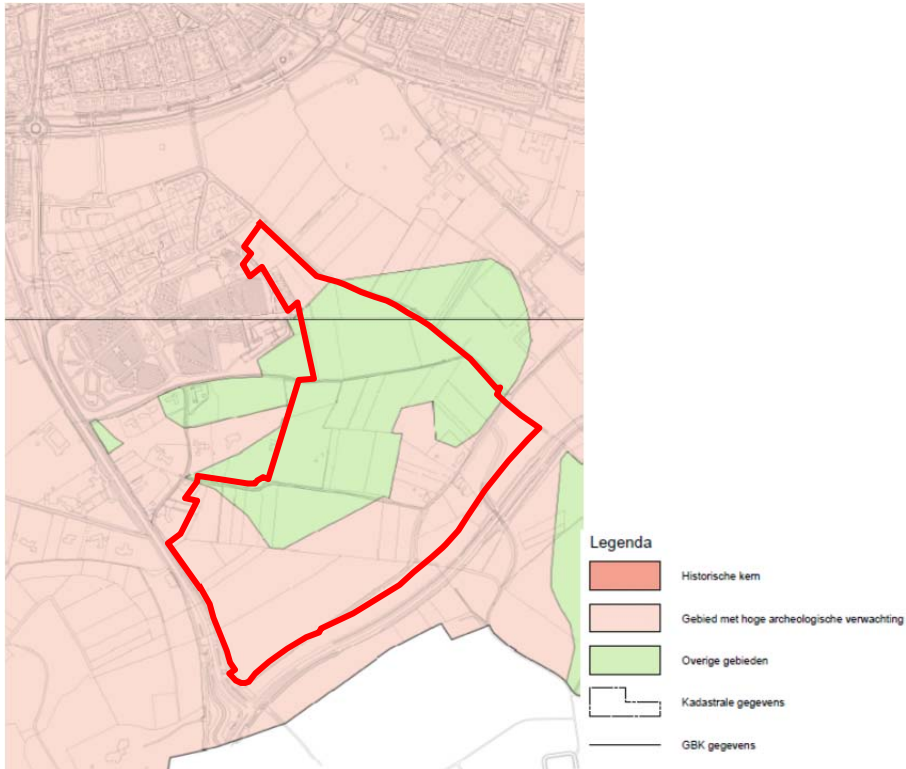 Legenda
Historische kern
Gebied met hoge archeologische verwachting
Overige gebieden
Kadastrale gegevens
GBK gegevens